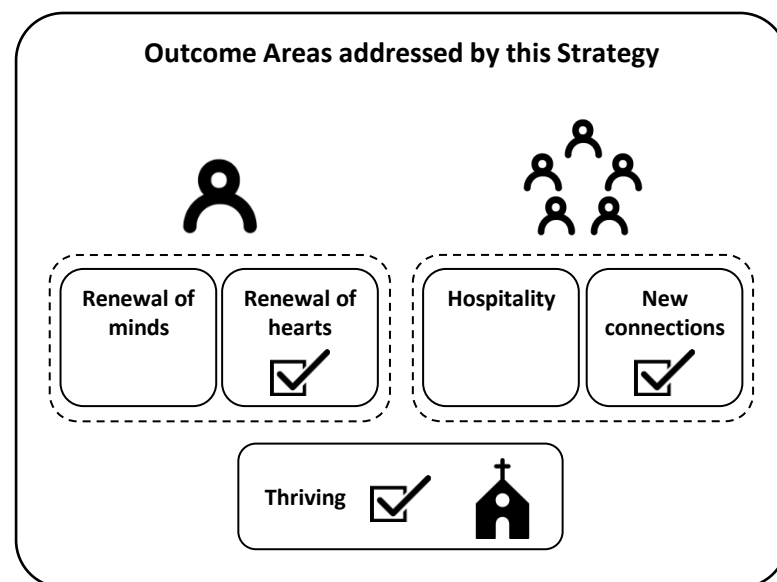 Outcome Areas addressed by this Strategy
Renewal of
minds
Renewal of
hearts
Hospitality
New
connections
Thriving